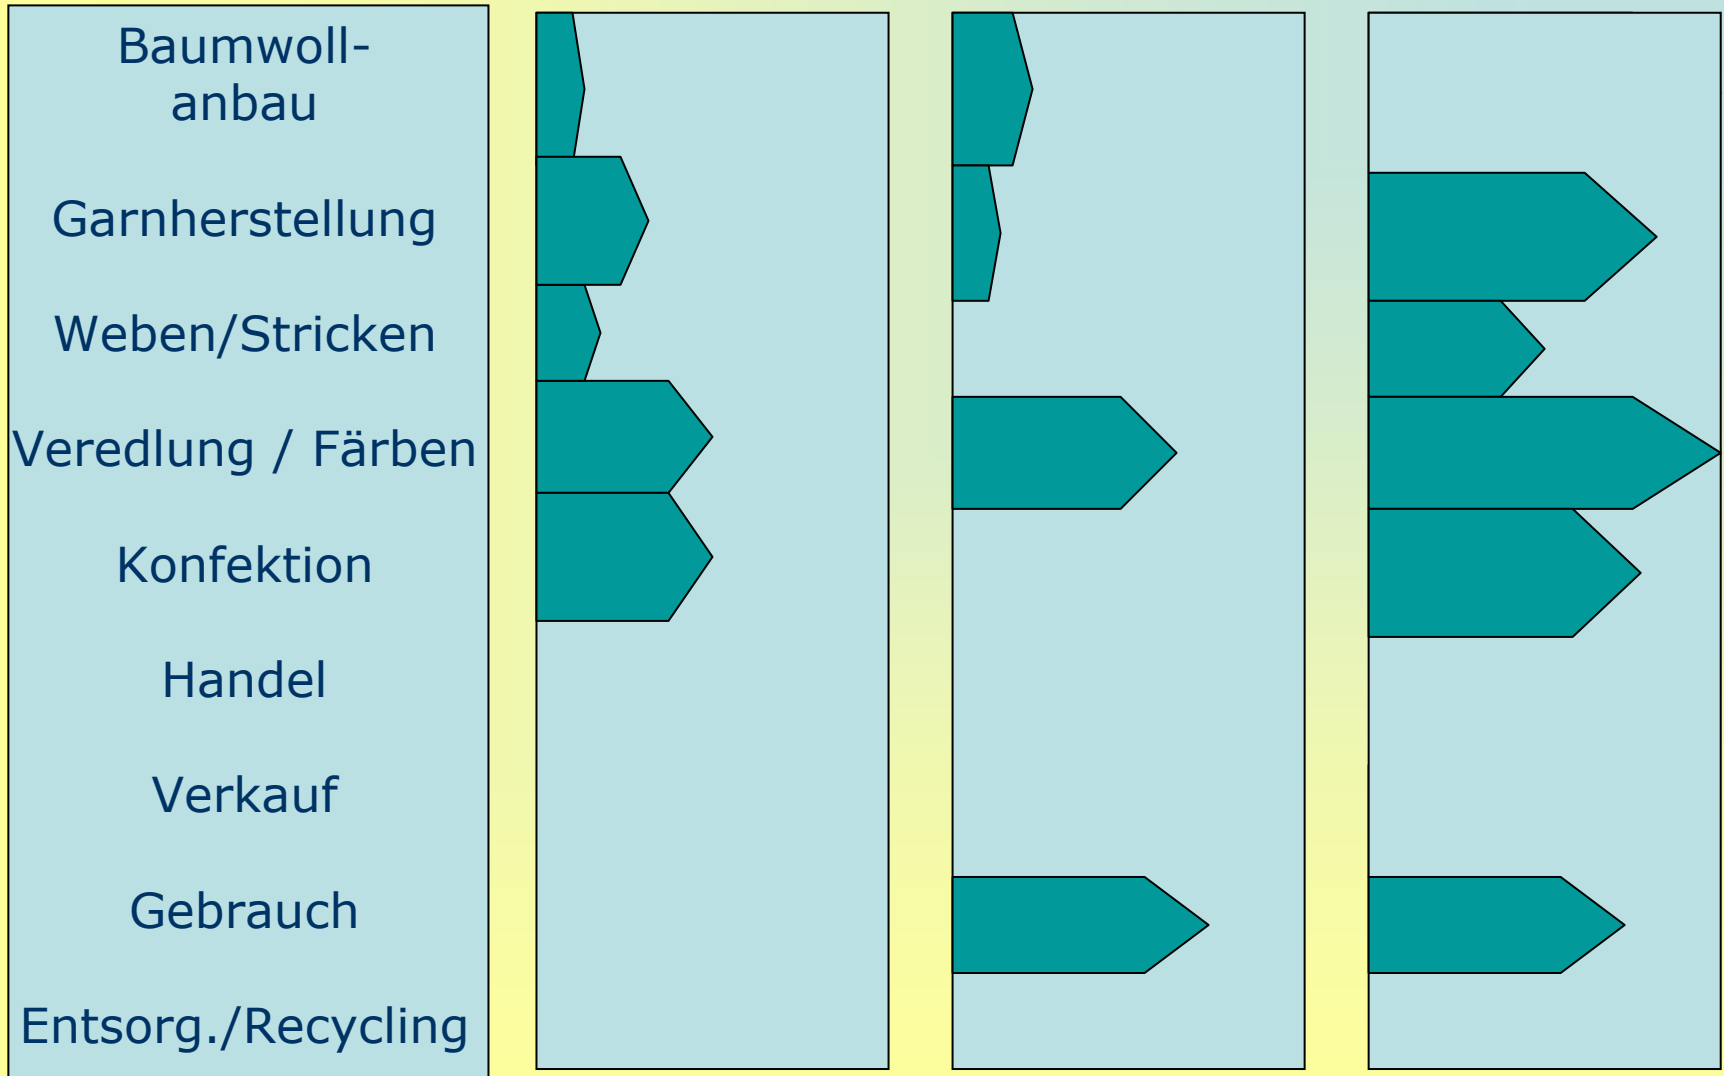 Baumwoll-
anbau
Garnherstellung
Weben/Stricken
Veredlung / Färben
Konfektion
Handel
Verkauf
Gebrauch
Entsorg./Recycling